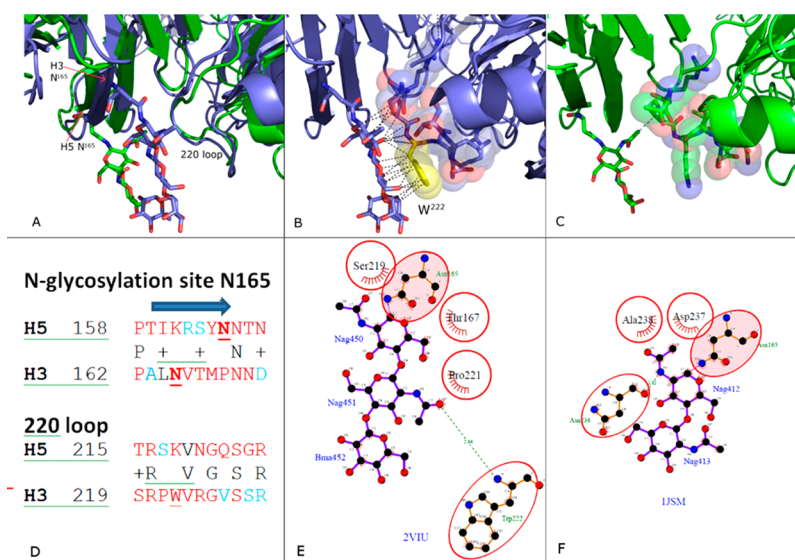 H3
N165
H5 N165
220 loop
A
W222
B
C
N-glycosylation site N165
H5 158 PTIKRSYNNTN
P + + N +
H3 162 PALNVTMPNND
220 loop
H5 215 TRSKVNGQSGR
+R V G S R
H3 219 SRPWVRGVSSR
D
Ser219
Asn165
Thr167
Nag450
Pro221
Nag451
Bma452
Trp222
2VIU
E
Ala238
Asp237
Asn165
Nag412
Asn236
Nag413
1JSM
F